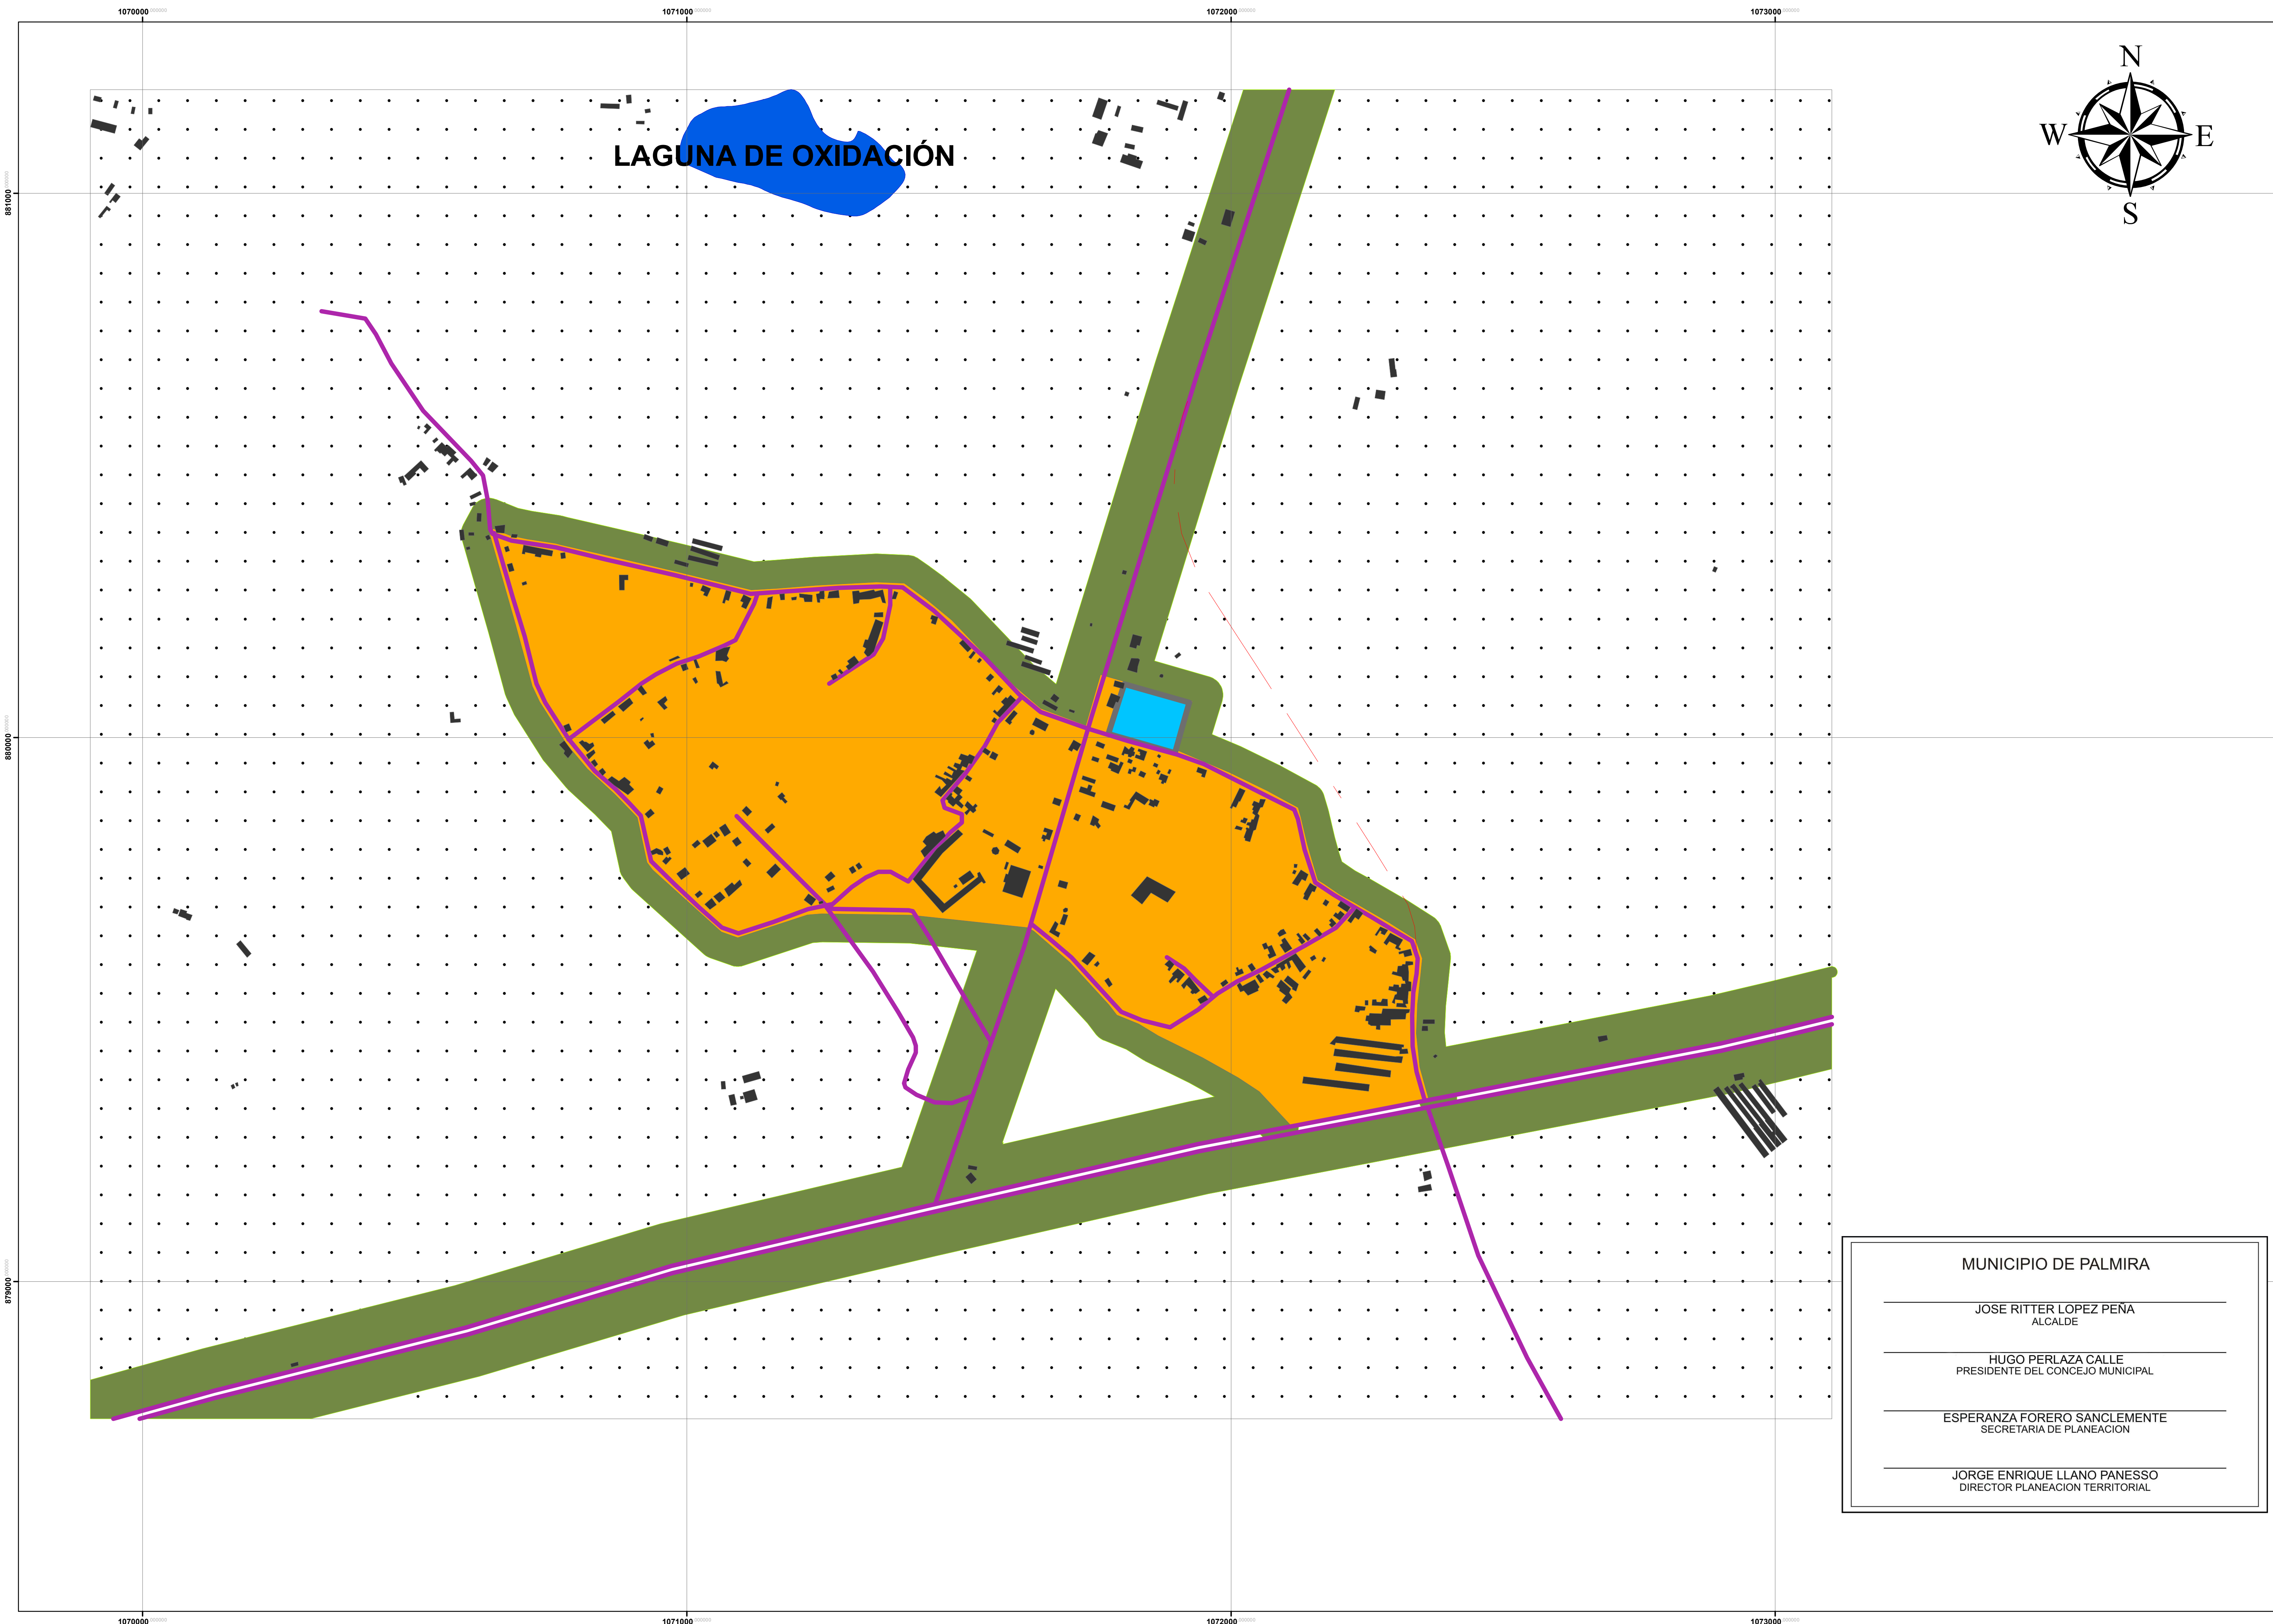 1070000 1071000 1072000 1073000
N
W E
S
LAGUNA DE OXIDACIÓN
881000
880000
879000
MUNICIPIO DE PALMIRA
JOSE RITTER LOPEZ PEÑA
ALCALDE
HUGO PERLAZA CALLE
PRESIDENTE DEL CONCEJO MUNICIPAL
ESPERANZA FORERO SANCLEMENTE
SECRETARIA DE PLANEACION
JORGE ENRIQUE LLANO PANESSO
DIRECTOR PLANEACION TERRITORIAL
1070000 1071000 1072000 1073000